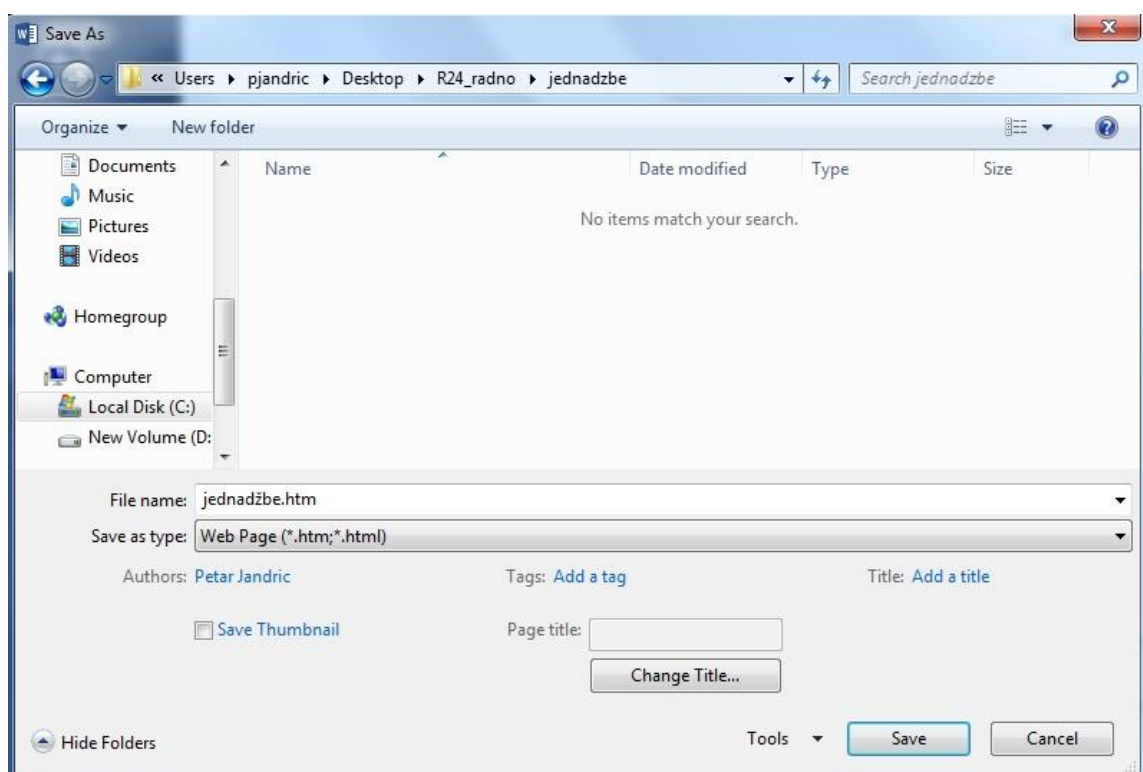 Save As
« Users ▸ pjandric ▸ Desktop ▸ R24_radno ▸ jednadzbe
Search jednadzbe
Organize New folder
Name Date modified Type Size
No items match your search.
Documents
Music
Pictures
Videos
Homegroup
Computer
Local Disk (C:)
New Volume (D:
File name: jednadžbe.htm
Save as type: Web Page (*.htm;*.html)
Authors: Petar Jandric Tags: Add a tag Title: Add a title
Save Thumbnail Page title:
Change Title...
Hide Folders Tools Save Cancel